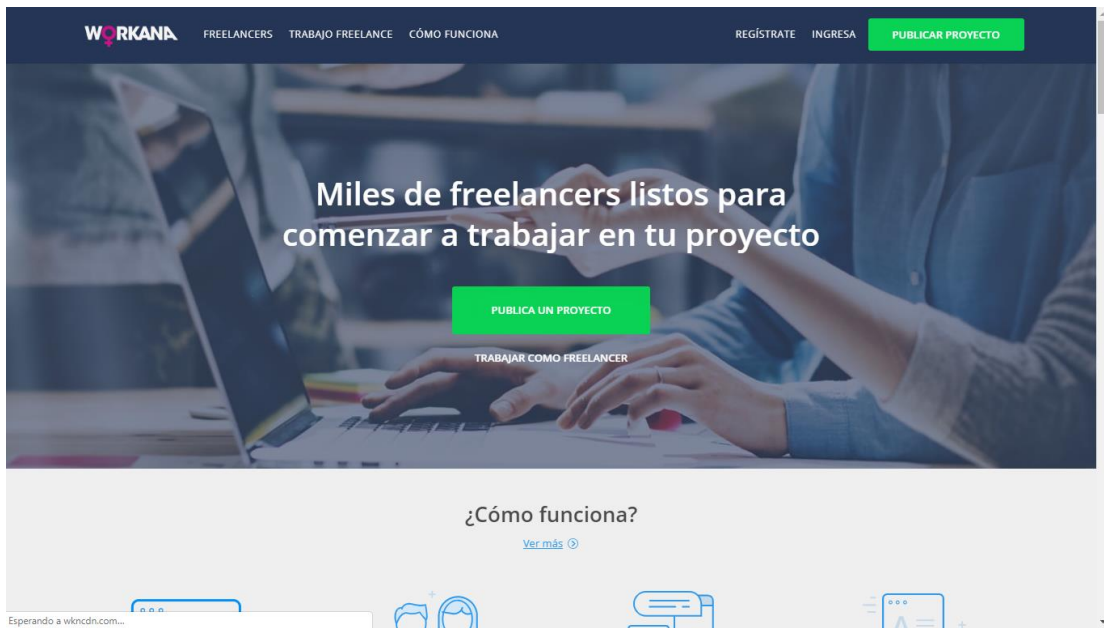 WORKANA
FREELANCERS TRABAJO FREELANCE CÓMO FUNCIONA REGÍSTRATE INGRESA PUBLICAR PROYECTO
Miles de freelancers listos para
comenzar a trabajar en tu proyecto
PUBLICA UN PROYECTO
TRABAJAR COMO FREELANCER
¿Cómo funciona?
Ver más
A
Esperando a wkncdn.com...